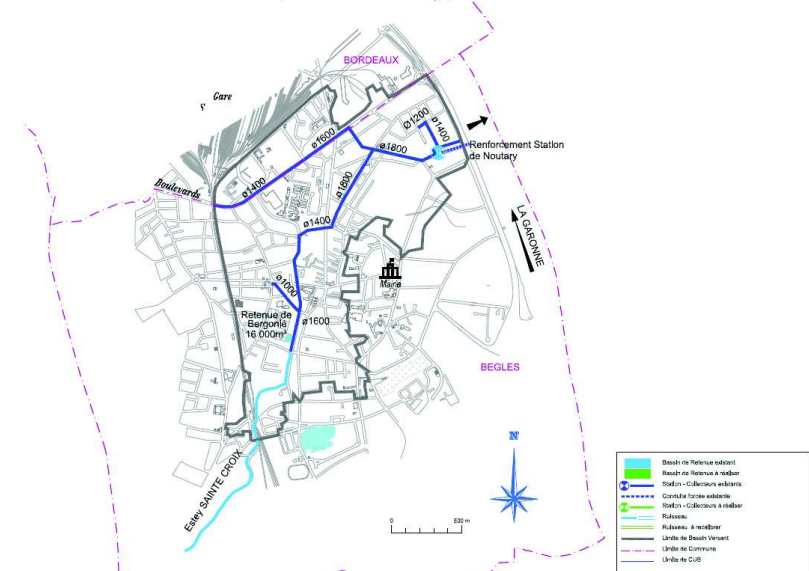 BORDEAUX
Gare
Ø1200
ø1400
ø1600
ø1800
Renforcement Station
de Noutary
Boulevards
ø1400
ø1800
LA GARONNE
ø1400
Mairie
ø1000
Retenue de
Bergonié
16 000m³
ø1600
BEGLES
Estey SAINTE CROIX
N
0 500 m
Bassin de Retenue existant
Bassin de Retenue à réaliser
Station - Collecteurs existants
Conduite forcée existante
Station - Collecteurs à réaliser
Ruisseau
Ruisseau à recalibrer
Limite de Bassin Versant
Limite de Commune
Limite de CUB